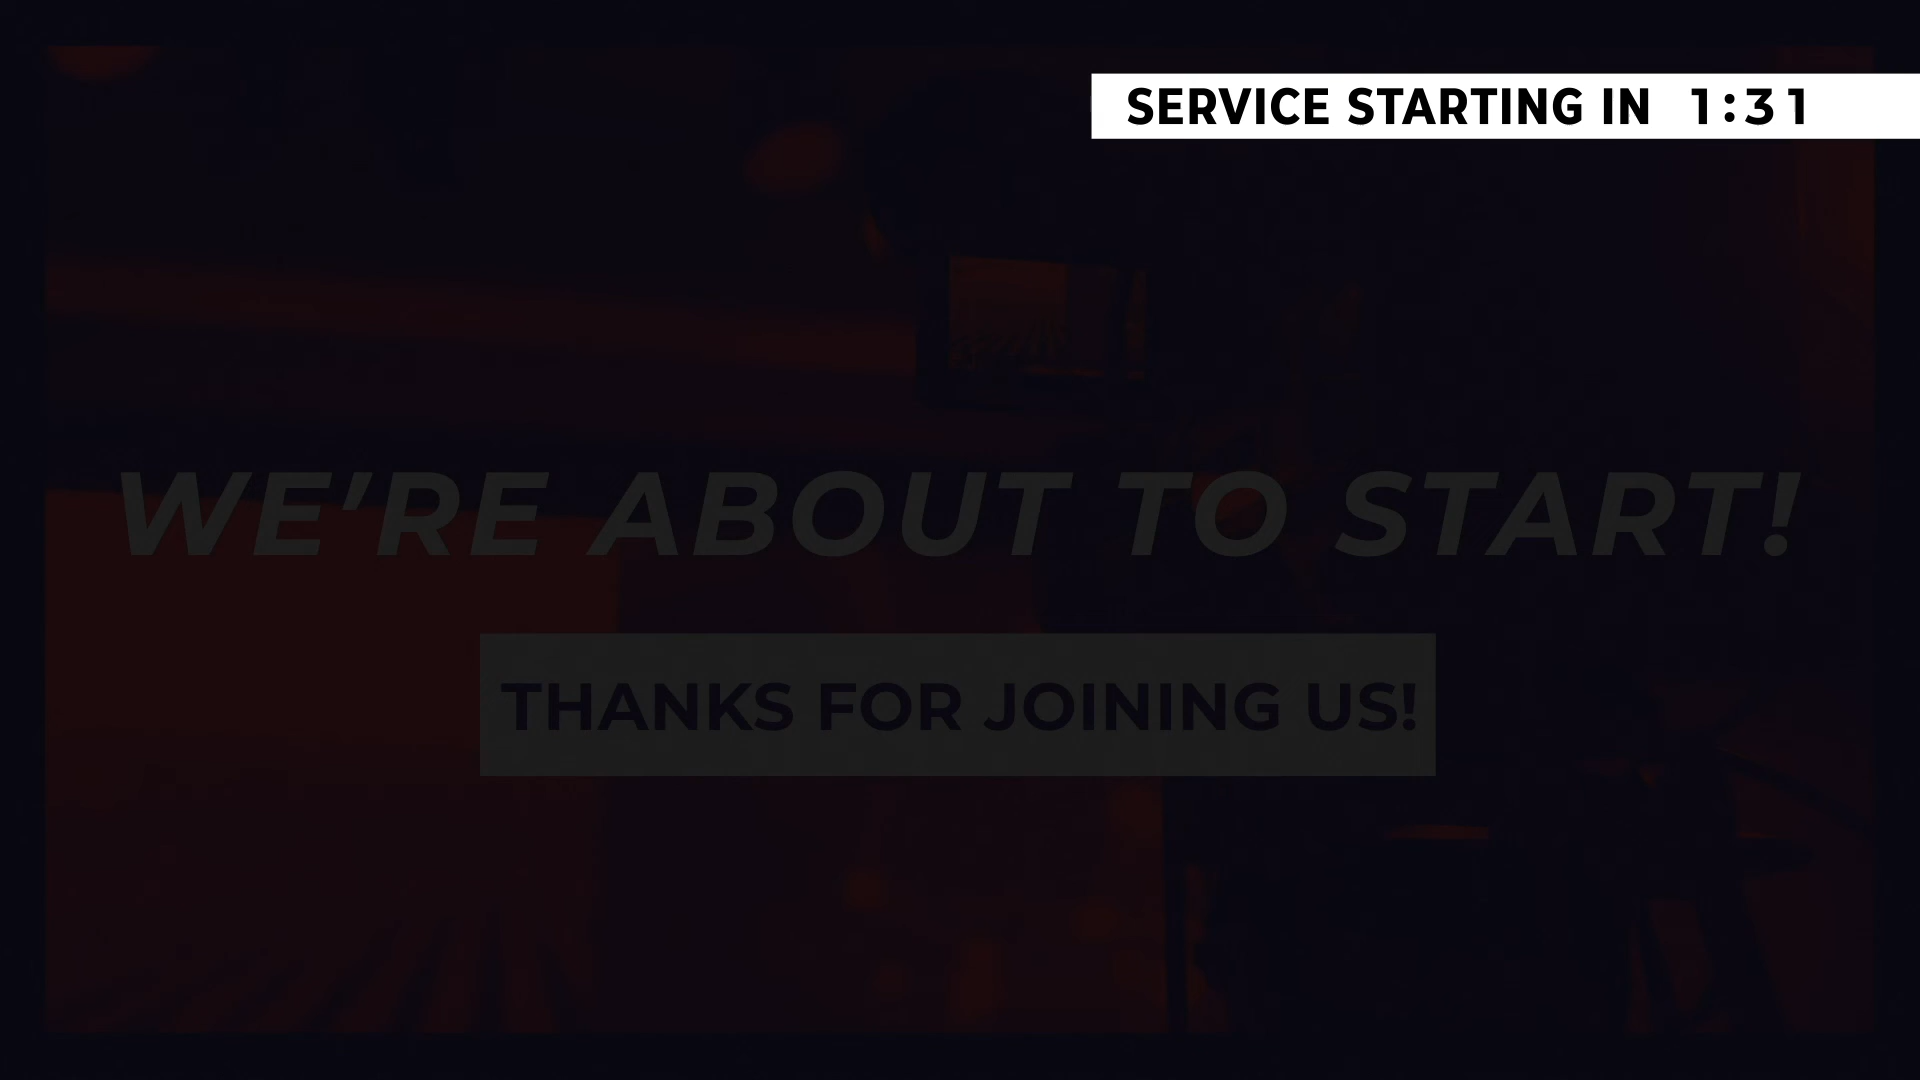 SERVICE STARTING IN 1:31
WE'RE ABOUT TO START!
THANKS FOR JOINING US!